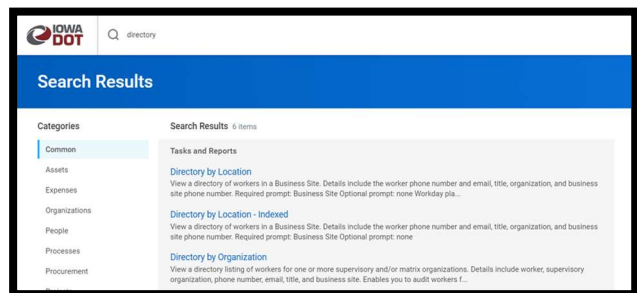 IOWA
DOT
directory
Search Results
Categories
Common
Assets
Expenses
Organizations
People
Processes
Procurement
Projects
Search Results 6 items
Tasks and Reports
Directory by Location
View a directory of workers in a Business Site. Details include the worker phone number and email, title, organization, and business
site phone number. Required prompt: Business Site Optional prompt: none Workday pla...
Directory by Location - Indexed
View a directory of workers in a Business Site. Details include the worker phone number and email, title, organization, and business
site phone number. Required prompt: Business Site Optional prompt: none
Directory by Organization
View a directory listing of workers for one or more supervisory and/or matrix organizations. Details include worker, supervisory
organization, phone number, email, title, and business site. Enables you to audit workers f...